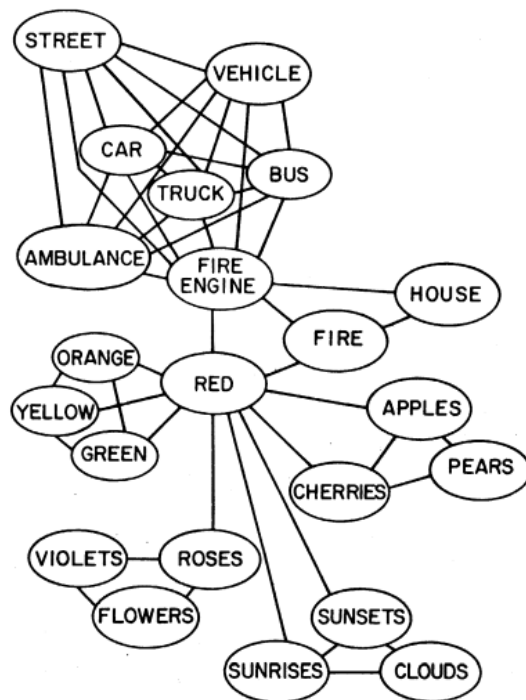 STREET
VEHICLE
CAR
BUS
TRUCK
AMBULANCE
FIRE
ENGINE
HOUSE
FIRE
ORANGE
RED
YELLOW
APPLES
GREEN
PEARS
CHERRIES
VIOLETS
ROSES
FLOWERS
SUNSETS
SUNRISES
CLOUDS